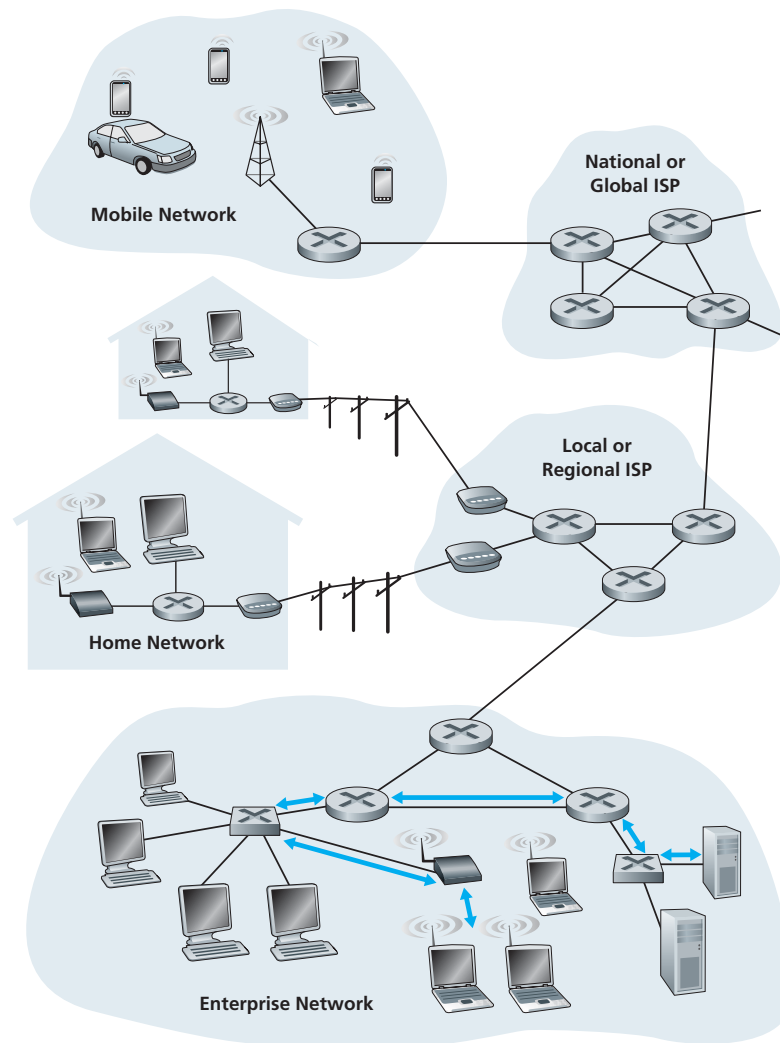 Mobile Network
National or
Global ISP
Local or
Regional ISP
Home Network
Enterprise Network